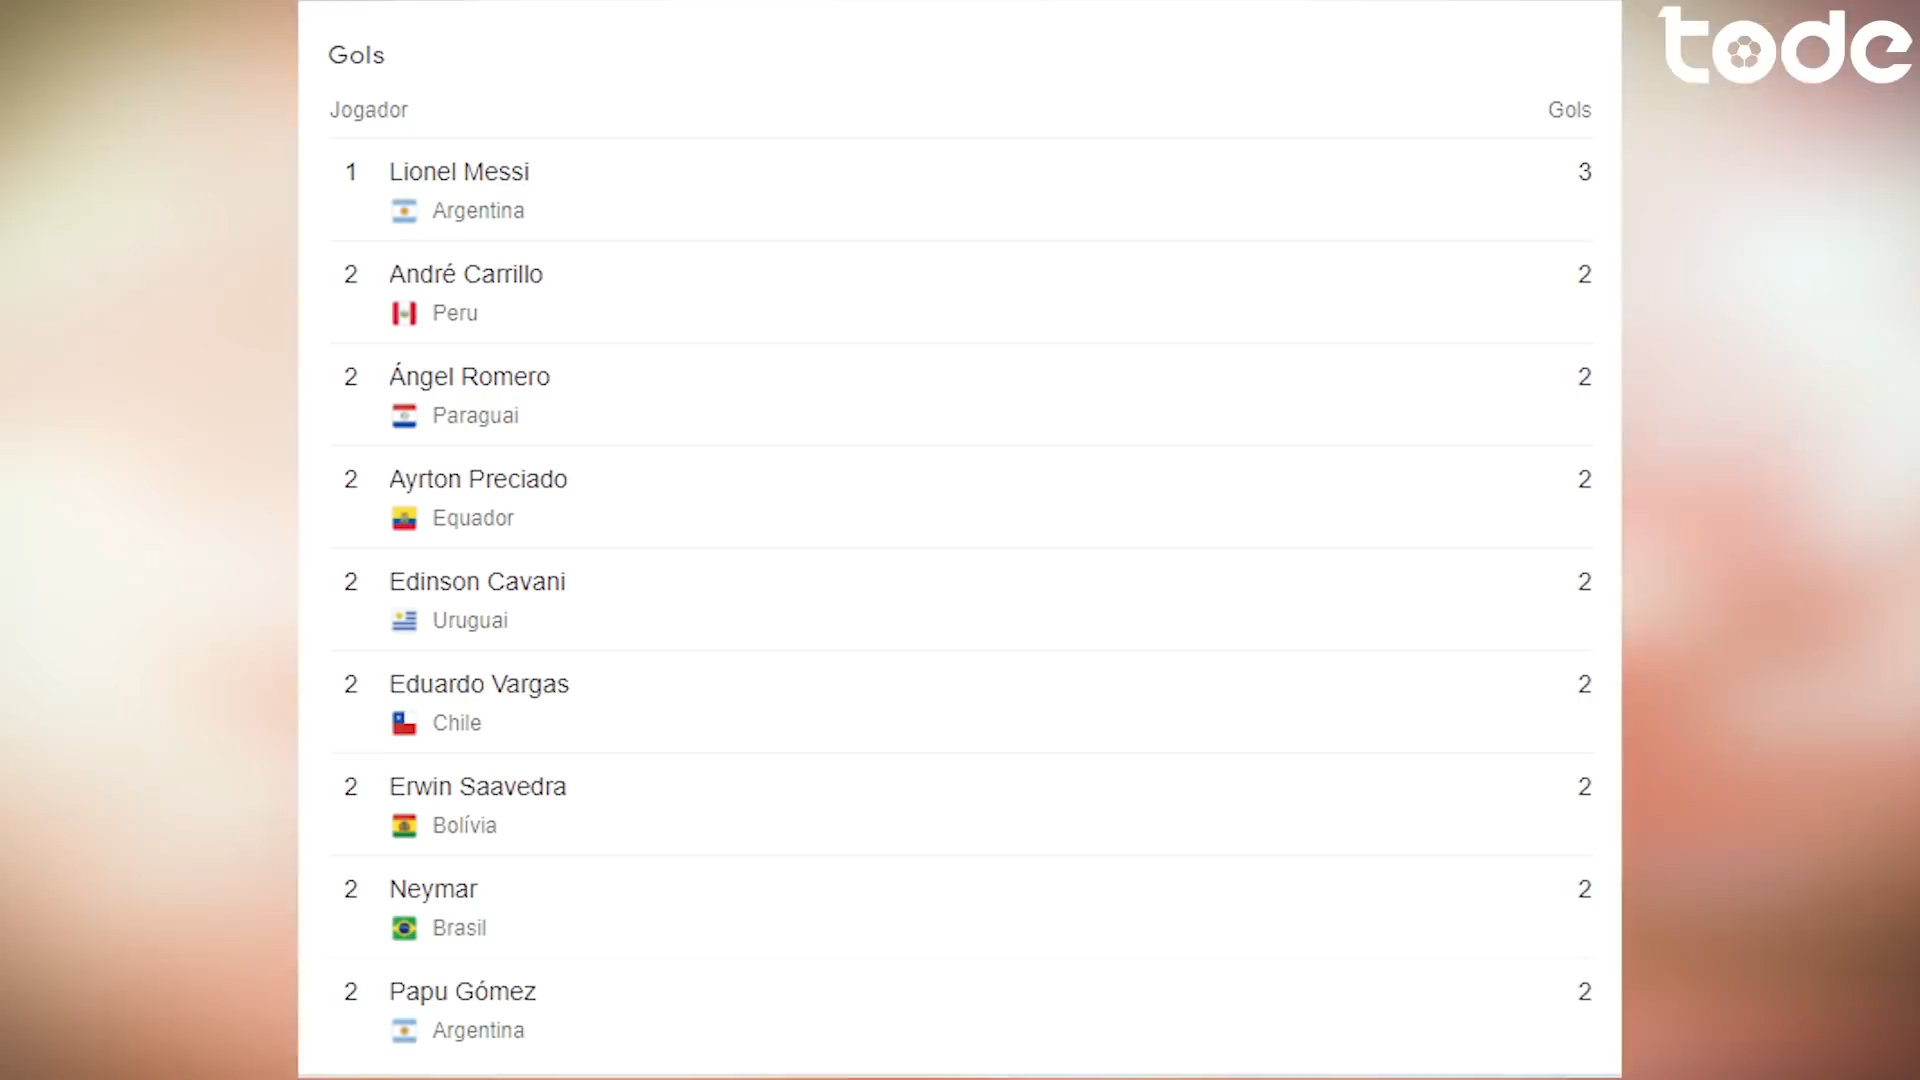 tode
Gols
Jogador Gols
1 Lionel Messi 3
Argentina
2 André Carrillo 2
Peru
2 Ángel Romero 2
Paraguai
2 Ayrton Preciado 2
Equador
2 Edinson Cavani 2
Uruguai
2 Eduardo Vargas 2
Chile
2 Erwin Saavedra 2
Bolívia
2 Neymar 2
Brasil
2 Papu Gómez 2
Argentina